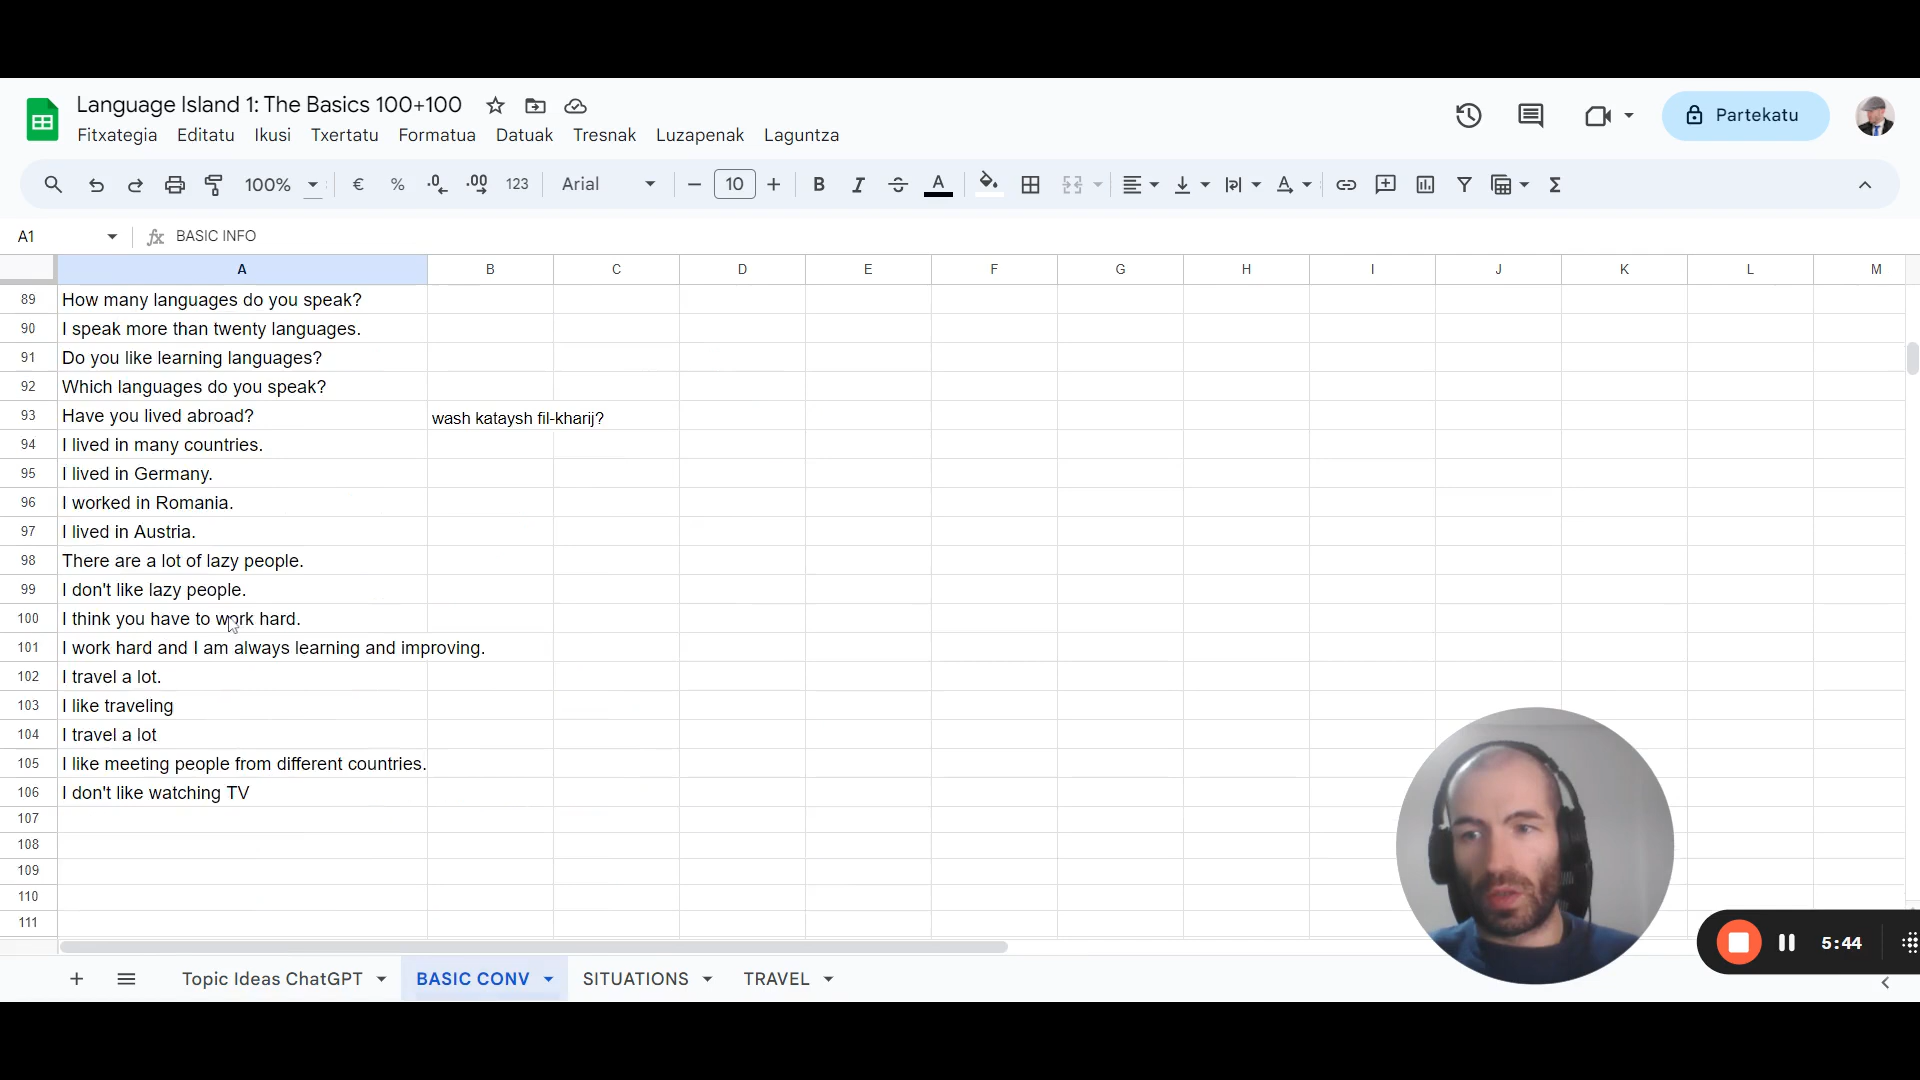 Language Island 1: The Basics 100+100
Fitxategia Editatu Ikusi Txertatu Formatua Datuak Tresnak Luzapenak Laguntza
Partekatu
100% € % .0 .00 123 Arial 10 B I S A A Σ
A1 fx BASIC INFO
A B C D E F G H I J K L M
89 How many languages do you speak?
90 I speak more than twenty languages.
91 Do you like learning languages?
92 Which languages do you speak?
93 Have you lived abroad? wash kataysh fil-kharij?
94 I lived in many countries.
95 I lived in Germany.
96 I worked in Romania.
97 I lived in Austria.
98 There are a lot of lazy people.
99 I don't like lazy people.
100 I think you have to work hard.
101 I work hard and I am always learning and improving.
102 I travel a lot.
103 I like traveling
104 I travel a lot
105 I like meeting people from different countries.
106 I don't like watching TV
107
108
109
110
111
5:44
Topic Ideas ChatGPT BASIC CONV SITUATIONS TRAVEL